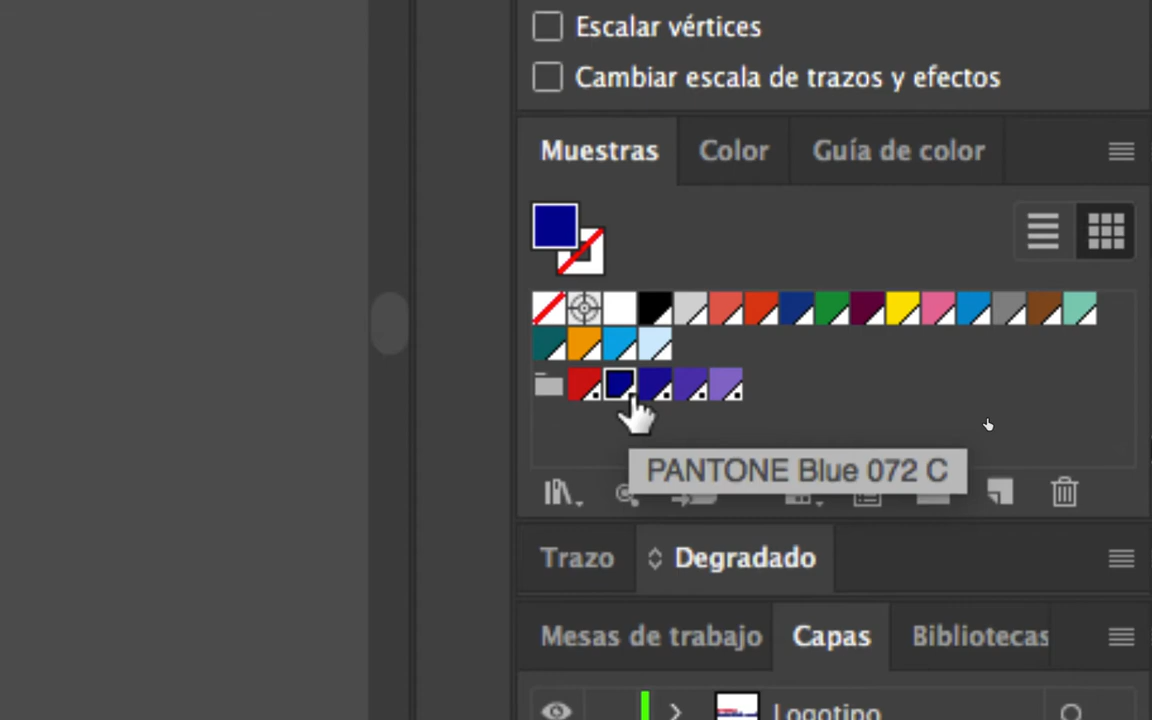 Escalar vértices
Cambiar escala de trazos y efectos
Muestras Color Guía de color
PANTONE Blue 072 C
Trazo Degradado
Mesas de trabajo Capas Bibliotecas
Logotipo